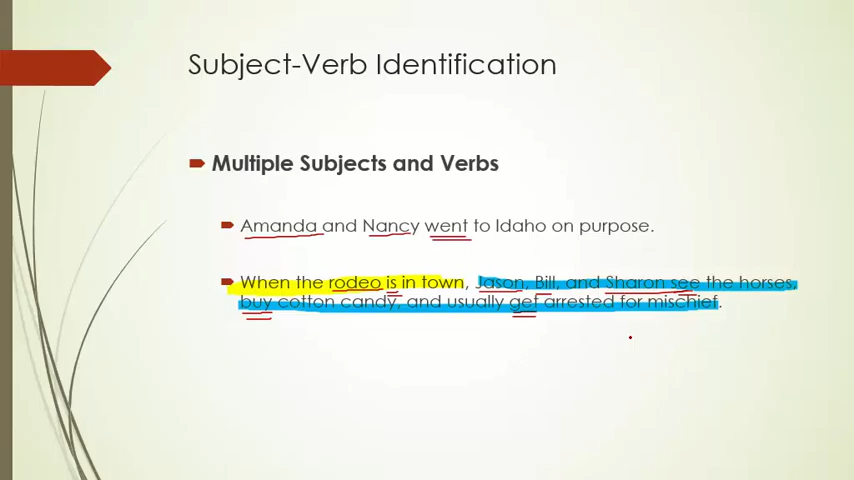 Subject-Verb Identification
Multiple Subjects and Verbs
Amanda and Nancy went to Idaho on purpose.
When the rodeo is in town, Jason, Bill, and Sharon see the horses,
buy cotton candy, and usually get arrested for mischief.